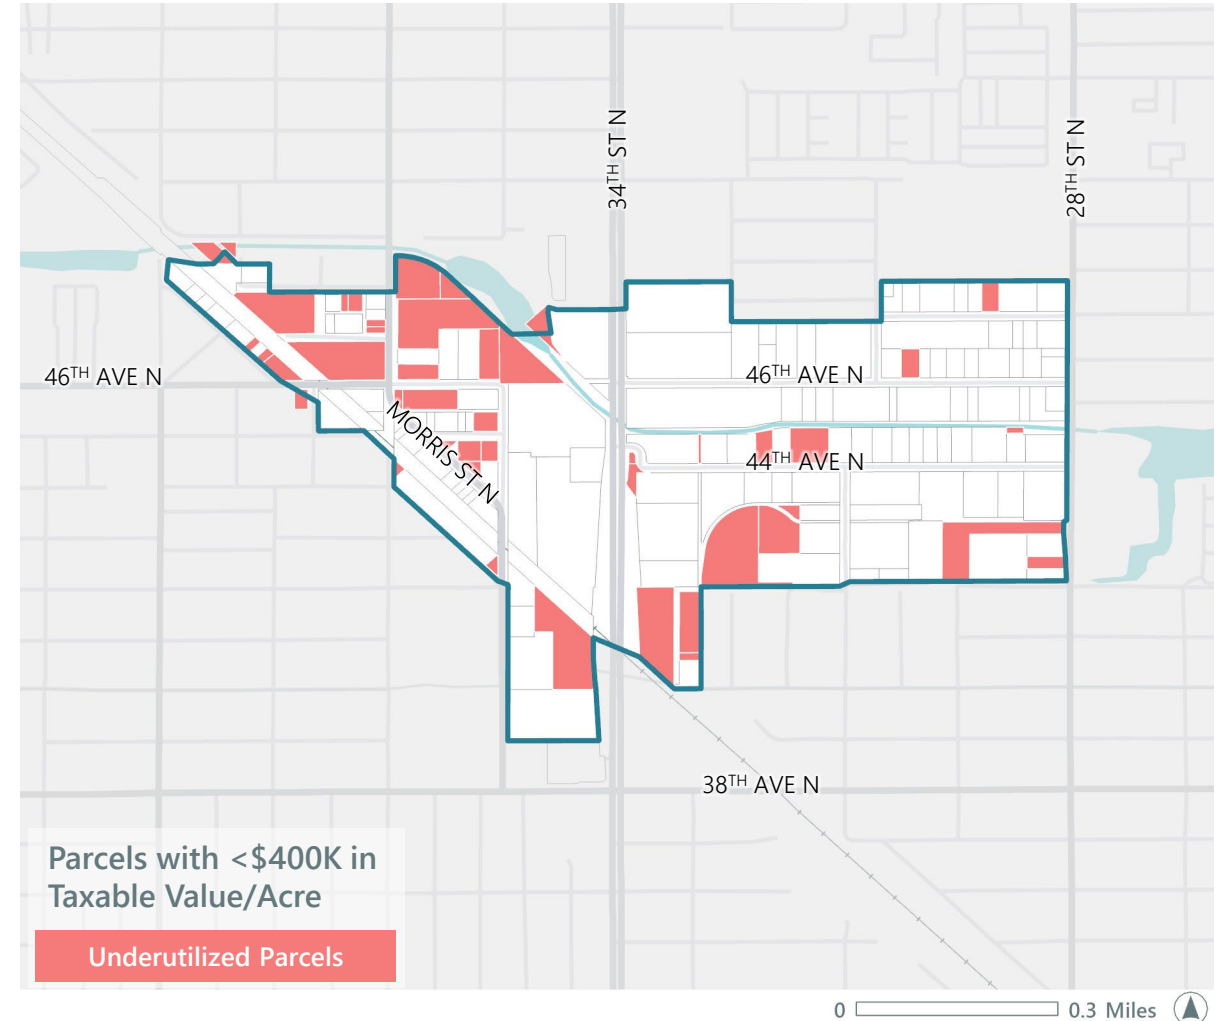 34TH ST N
28TH ST N
46TH AVE N
46TH AVE N
MORRIS ST N
44TH AVE N
38TH AVE N
Parcels with <$400K in
Taxable Value/Acre
Underutilized Parcels
0 0.3 Miles